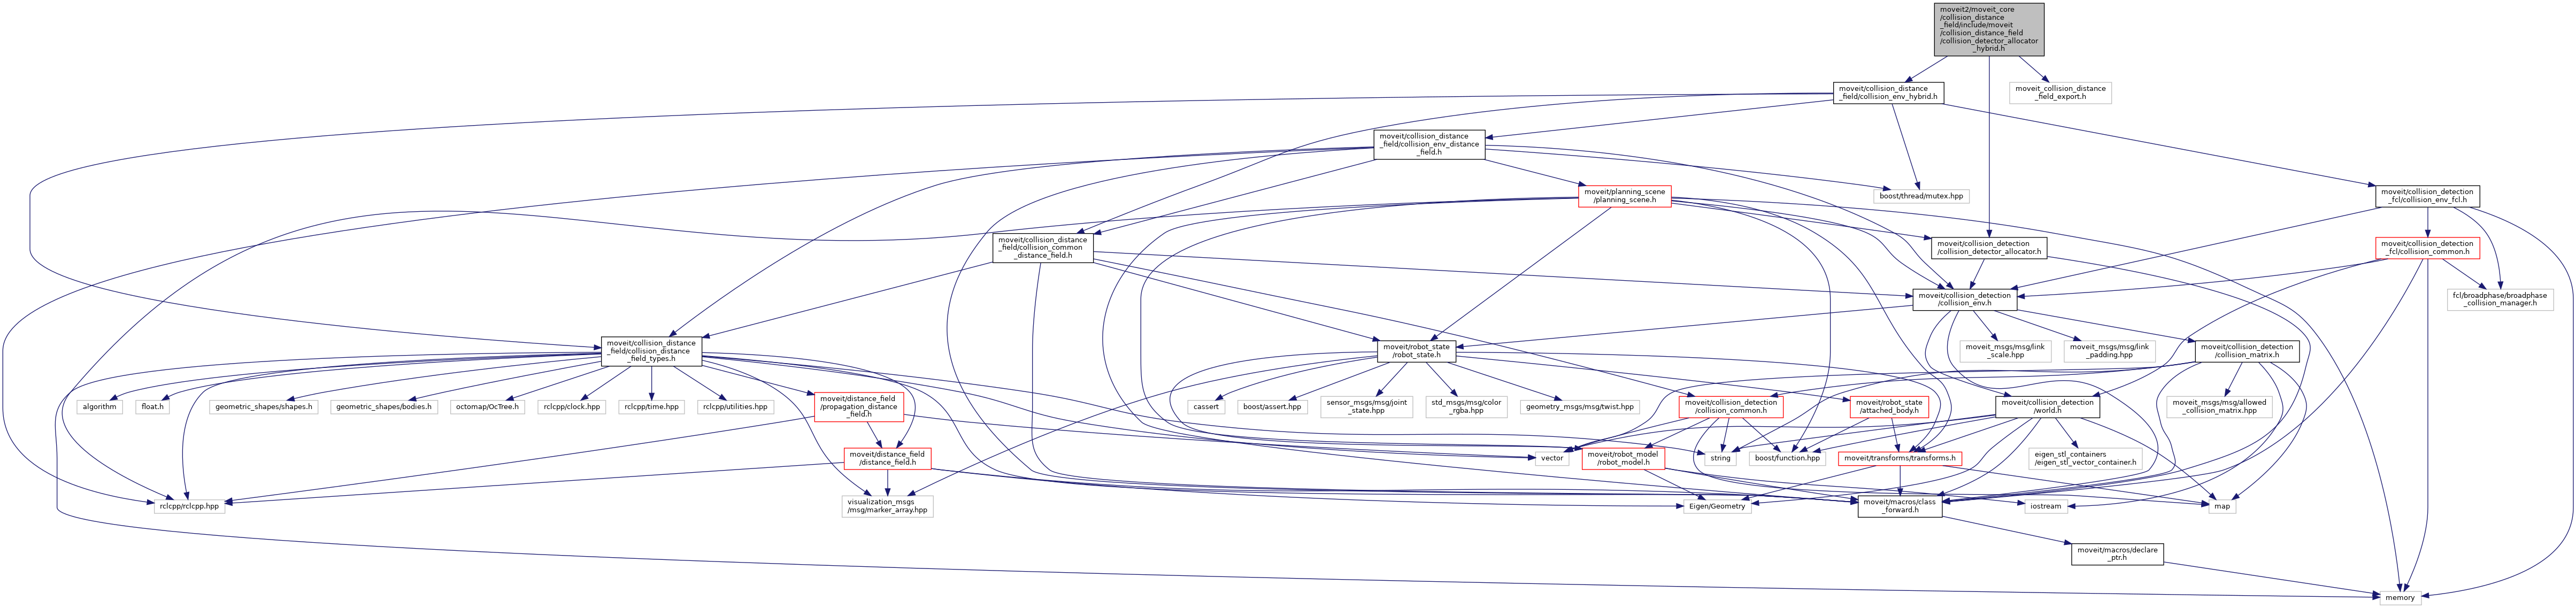 moveit2/moveit_core
/collision_distance
_field/include/moveit
/collision_distance_field
/collision_detector_allocator
_hybrid.h
moveit/collision_distance
_field/collision_env_hybrid.h
moveit_collision_distance
_field_export.h
moveit/collision_distance
_field/collision_env_distance
_field.h
moveit/planning_scene
/planning_scene.h
boost/thread/mutex.hpp
moveit/collision_detection
_fcl/collision_env_fcl.h
moveit/collision_distance
_field/collision_common
_distance_field.h
moveit/collision_detection
/collision_detector_allocator.h
moveit/collision_detection
_fcl/collision_common.h
moveit/collision_detection
/collision_env.h
fcl/broadphase/broadphase
_collision_manager.h
moveit/collision_distance
_field/collision_distance
_field_types.h
moveit/robot_state
/robot_state.h
moveit_msgs/msg/link
_scale.hpp
moveit_msgs/msg/link
_padding.hpp
moveit/collision_detection
/collision_matrix.h
algorithm
float.h
geometric_shapes/shapes.h
geometric_shapes/bodies.h
octomap/OcTree.h
rclcpp/clock.hpp
rclcpp/time.hpp
rclcpp/utilities.hpp
moveit/distance_field
/propagation_distance
_field.h
cassert
boost/assert.hpp
sensor_msgs/msg/joint
_state.hpp
std_msgs/msg/color
_rgba.hpp
geometry_msgs/msg/twist.hpp
moveit/collision_detection
/collision_common.h
moveit/robot_state
/attached_body.h
moveit/collision_detection
/world.h
moveit_msgs/msg/allowed
_collision_matrix.hpp
moveit/distance_field
/distance_field.h
vector
moveit/robot_model
/robot_model.h
string
boost/function.hpp
moveit/transforms/transforms.h
eigen_stl_containers
/eigen_stl_vector_container.h
rclcpp/rclcpp.hpp
visualization_msgs
/msg/marker_array.hpp
Eigen/Geometry
moveit/macros/class
_forward.h
iostream
map
moveit/macros/declare
_ptr.h
memory